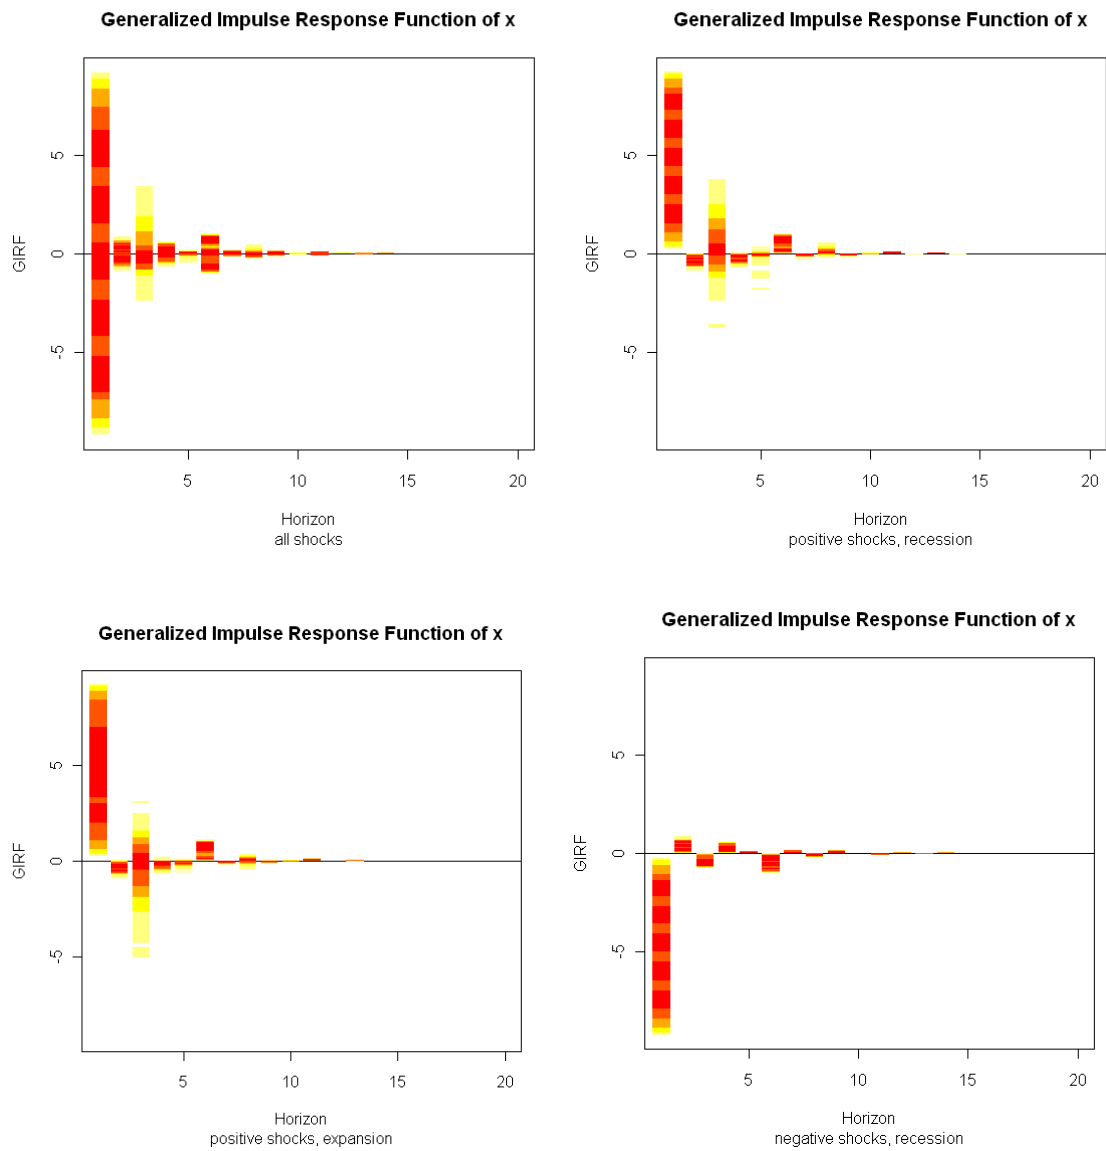 Generalized Impulse Response Function of x
GIRF
5
0
-5
5
10
15
20
Horizon
all shocks
Generalized Impulse Response Function of x
GIRF
5
0
-5
5
10
15
20
Horizon
positive shocks, recession
Generalized Impulse Response Function of x
GIRF
5
0
-5
5
10
15
20
Horizon
positive shocks, expansion
Generalized Impulse Response Function of x
GIRF
5
0
-5
5
10
15
20
Horizon
negative shocks, recession